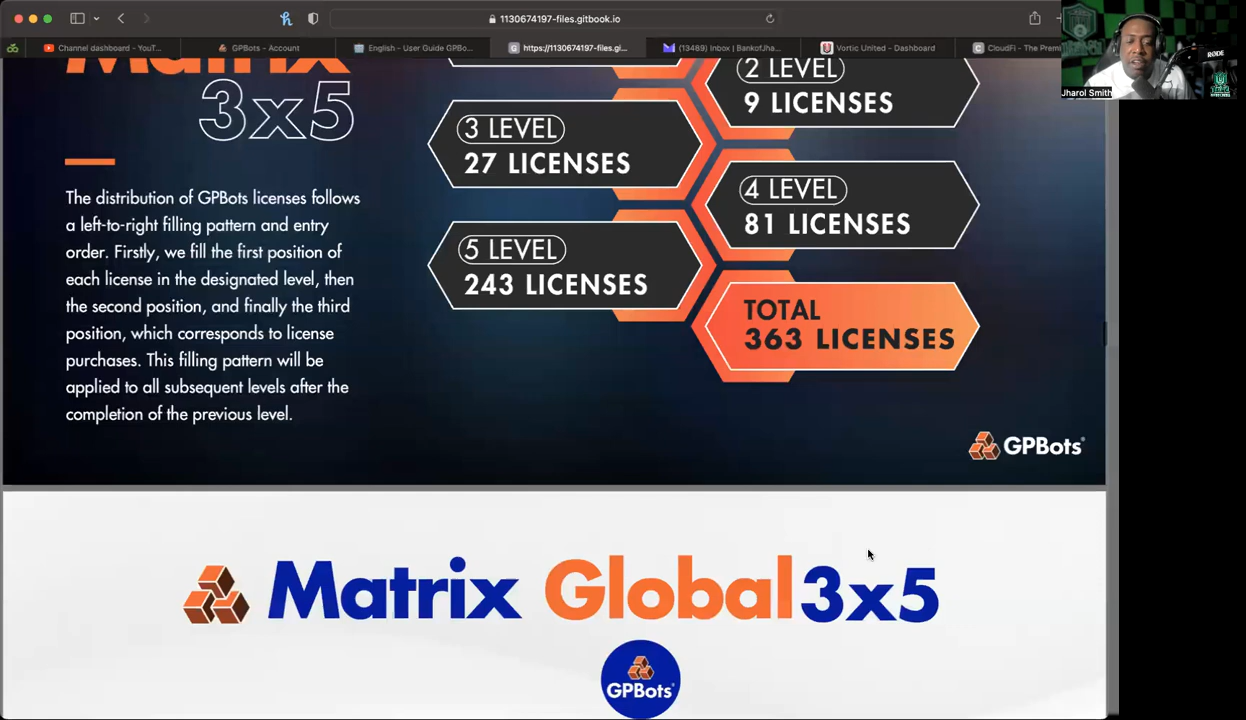 1130674197-files.gitbook.io
Channel dashboard - YouT...
GPBots - Account
English - User Guide GPBo...
https://1130674197-files.gi...
(13489) Inbox | BankofJha...
Vortic United - Dashboard
CloudFi - The Premi
RØDE
Jharol Smith
Matrix
3x5
The distribution of GPBots licenses follows
a left-to-right filling pattern and entry
order. Firstly, we fill the first position of
each license in the designated level, then
the second position, and finally the third
position, which corresponds to license
purchases. This filling pattern will be
applied to all subsequent levels after the
completion of the previous level.
2 LEVEL
9 LICENSES
3 LEVEL
27 LICENSES
4 LEVEL
81 LICENSES
5 LEVEL
243 LICENSES
TOTAL
363 LICENSES
GPBots®
Matrix Global 3x5
GPBots®